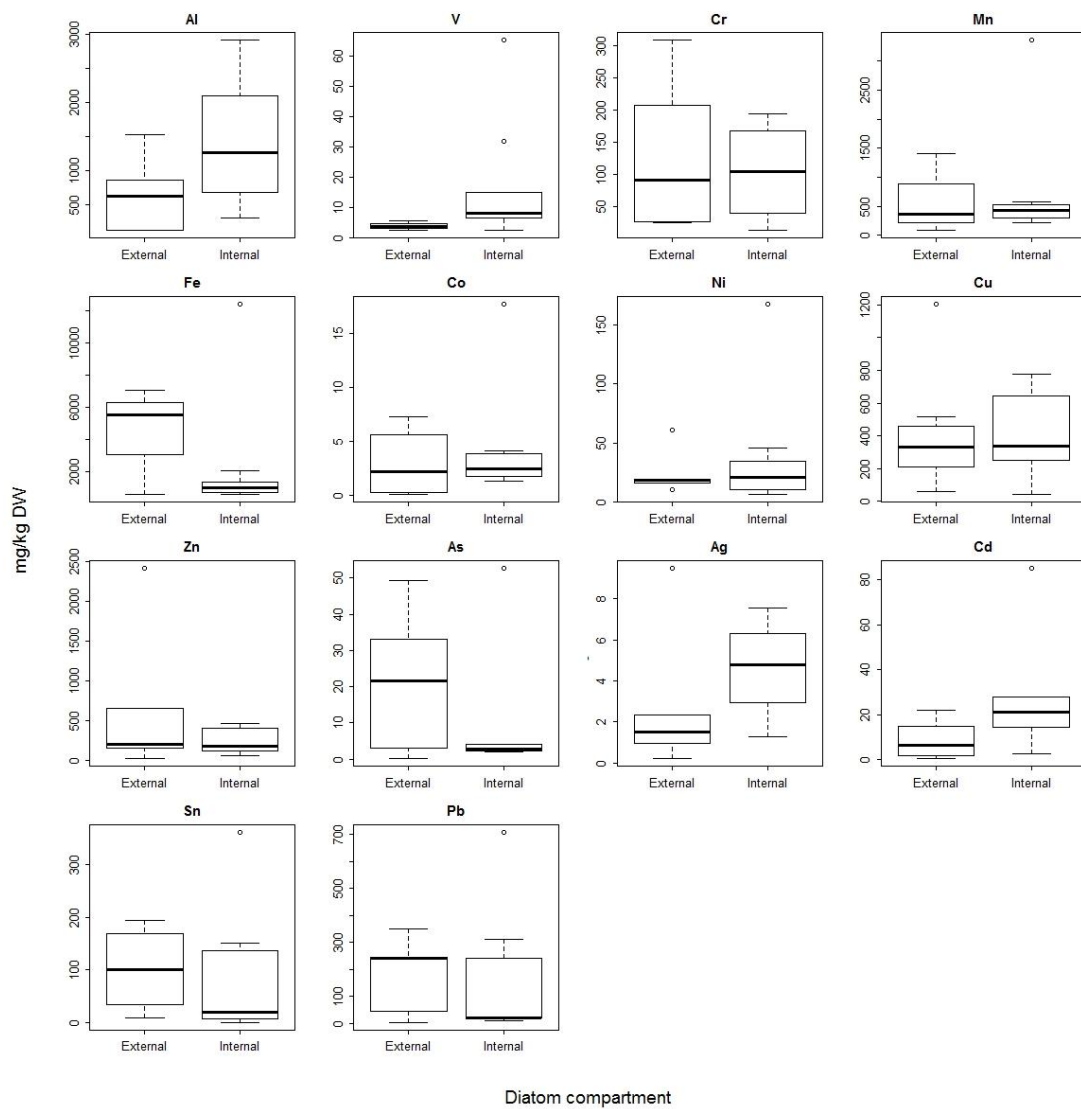 Al V Cr Mn
3000 2000 1000 500
60 50 40 30 20 10 0
300 250 200 150 100 50
2500 1500 500 0
External Internal External Internal External Internal External Internal
Fe Co Ni Cu
10000 6000 2000
15 10 5 0
150 100 50 0
1200 800 600 400 200 0
External Internal External Internal External Internal External Internal
mg/kg DW
Zn As Ag Cd
2500 2000 1500 1000 500 0
50 40 30 20 10 0
8 6 4 2 0
80 60 40 20 0
External Internal External Internal External Internal External Internal
Sn Pb
300 200 100 0
700 500 300 100 0
External Internal External Internal
Diatom compartment